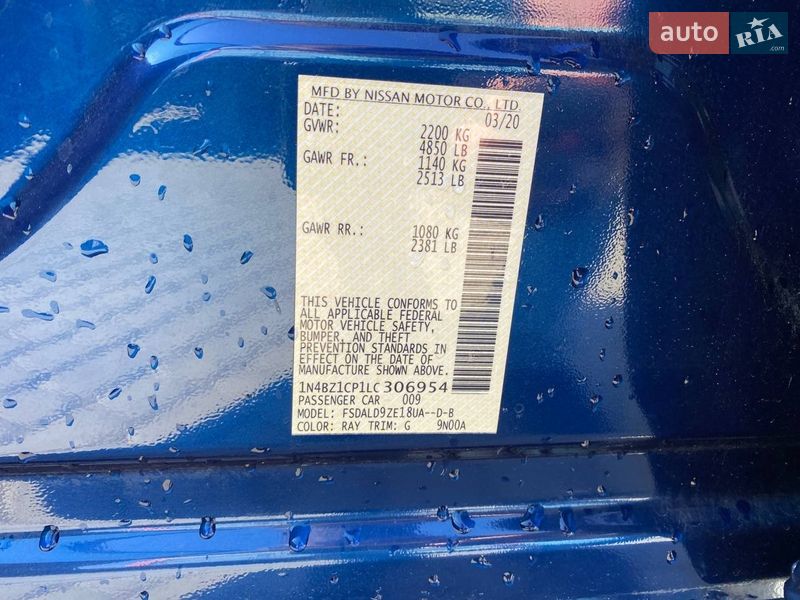 auto RIA .com
MFD BY NISSAN MOTOR CO., LTD.
DATE: 03/20
GVWR: 2200 KG
4850 LB
GAWR FR.: 1140 KG
2513 LB
GAWR RR.: 1080 KG
2381 LB
THIS VEHICLE CONFORMS TO
ALL APPLICABLE FEDERAL
MOTOR VEHICLE SAFETY,
BUMPER, AND THEFT
PREVENTION STANDARDS IN
EFFECT ON THE DATE OF
MANUFACTURE SHOWN ABOVE.
1N4BZ1CP1LC306954
PASSENGER CAR 009
MODEL: FSDALD9ZE18UA--D-B
COLOR: RAY TRIM: G 9N00A